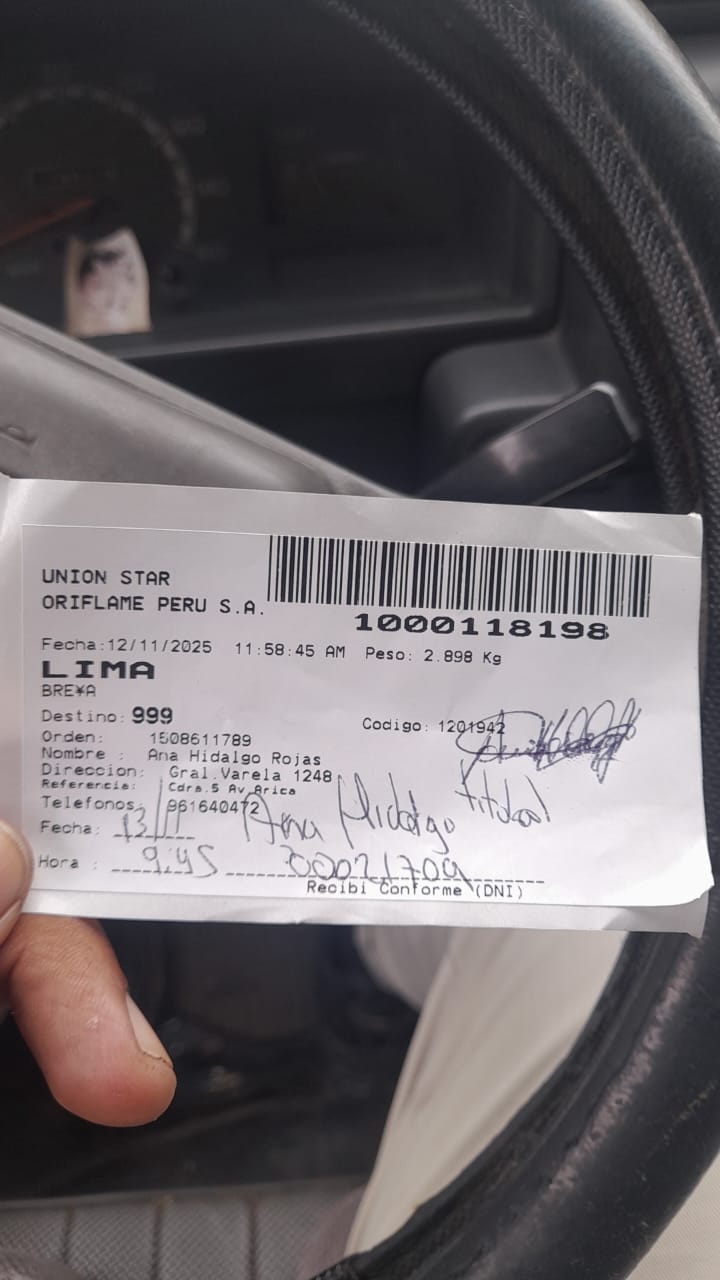 UNION STAR
ORIFLAME PERU S.A.
1000118198
Fecha:12/11/2025 11:58:45 AM Peso: 2.898 Kg
LIMA
BRE¥A
Destino: 999
Codigo: 1201942
Orden: 1508611789
Nombre : Ana Hidalgo Rojas
Direccion: Gral.Varela 1248
Referencia: Cdra.5 Av Arica
Telefonos: 961640472
titular
Fecha: 13/11 Ana Hidalgo
Hora : 9:45
Recibi Conforme (DNI)